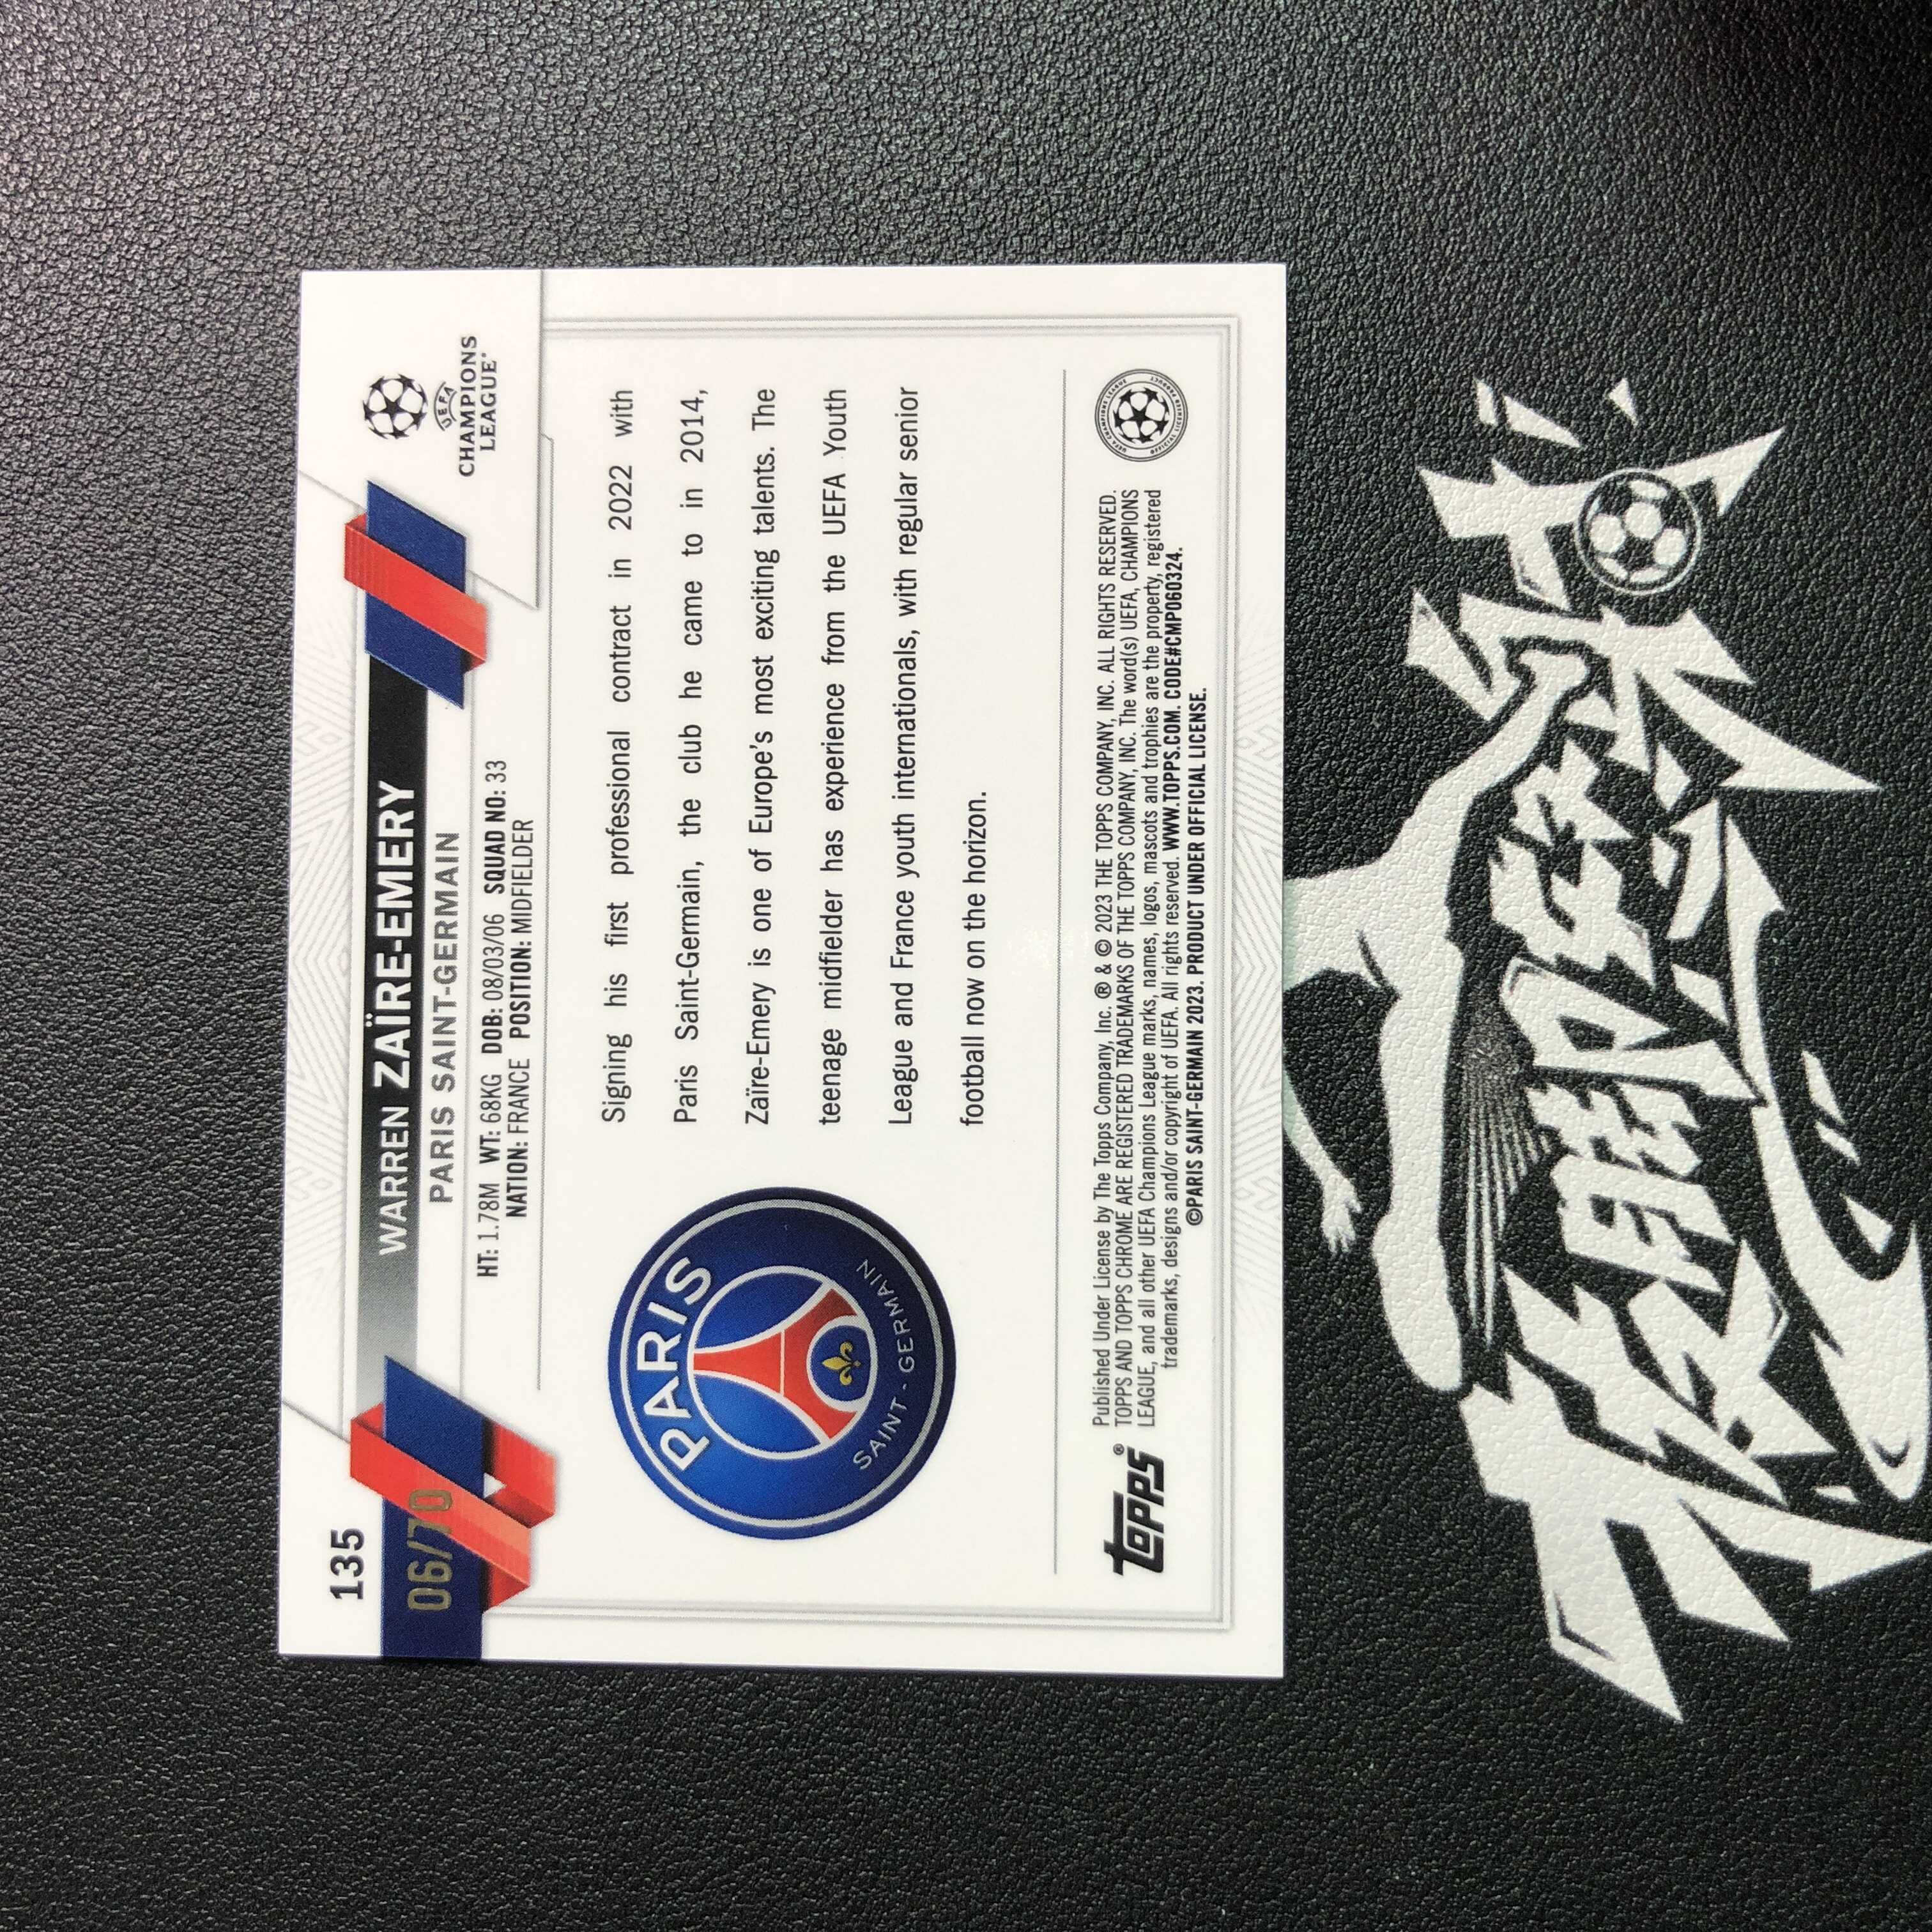 135
06/70
WARREN ZAÏRE-EMERY
PARIS SAINT-GERMAIN
HT: 1.78M WT: 68KG DOB: 08/03/06 SQUAD NO: 33
NATION: FRANCE POSITION: MIDFIELDER
UEFA
CHAMPIONS
LEAGUE
PARIS
SAINT-GERMAIN
Signing his first professional contract in 2022 with
Paris Saint-Germain, the club he came to in 2014,
Zaïre-Emery is one of Europe's most exciting talents. The
teenage midfielder has experience from the UEFA Youth
League and France youth internationals, with regular senior
football now on the horizon.
topps®
Published Under License by The Topps Company, Inc. ® & © 2023 THE TOPPS COMPANY, INC. ALL RIGHTS RESERVED.
TOPPS AND TOPPS CHROME ARE REGISTERED TRADEMARKS OF THE TOPPS COMPANY, INC. The word(s) UEFA, CHAMPIONS
LEAGUE, and all other UEFA Champions League marks, names, logos, mascots and trophies are the property, registered
trademarks, designs and/or copyright of UEFA. All rights reserved. WWW.TOPPS.COM. CODE#CMP060324.
©PARIS SAINT-GERMAIN 2023. PRODUCT UNDER OFFICIAL LICENSE.